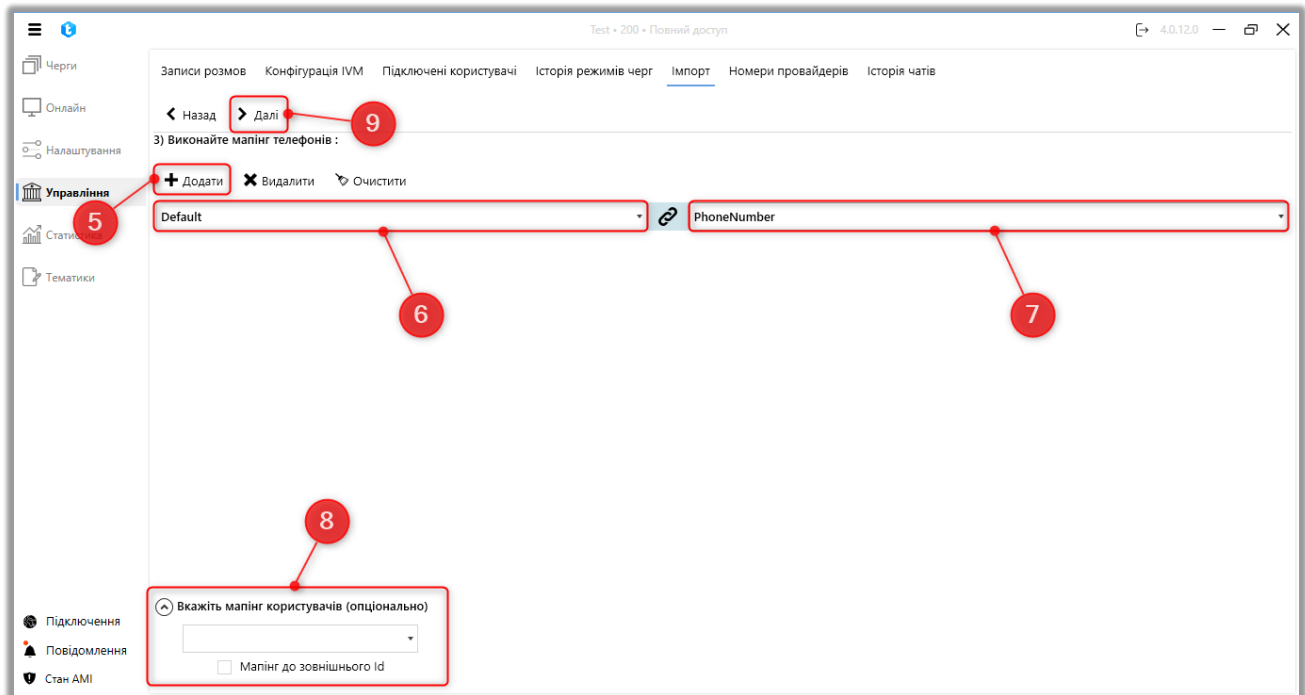 Test • 200 • Повний доступ
4.0.12.0
Черги
Онлайн
Налаштування
Управління
Статистика
Тематики
Записи розмов Конфігурація IVM Підключені користувачі Історія режимів черг Імпорт Номери провайдерів Історія чатів
Назад Далі
9
3) Виконайте мапінг телефонів :
Додати Видалити Очистити
5
Default PhoneNumber
6
7
8
Вкажіть мапінг користувачів (опціонально)
Мапінг до зовнішнього Id
Підключення
Повідомлення
Стан AMI